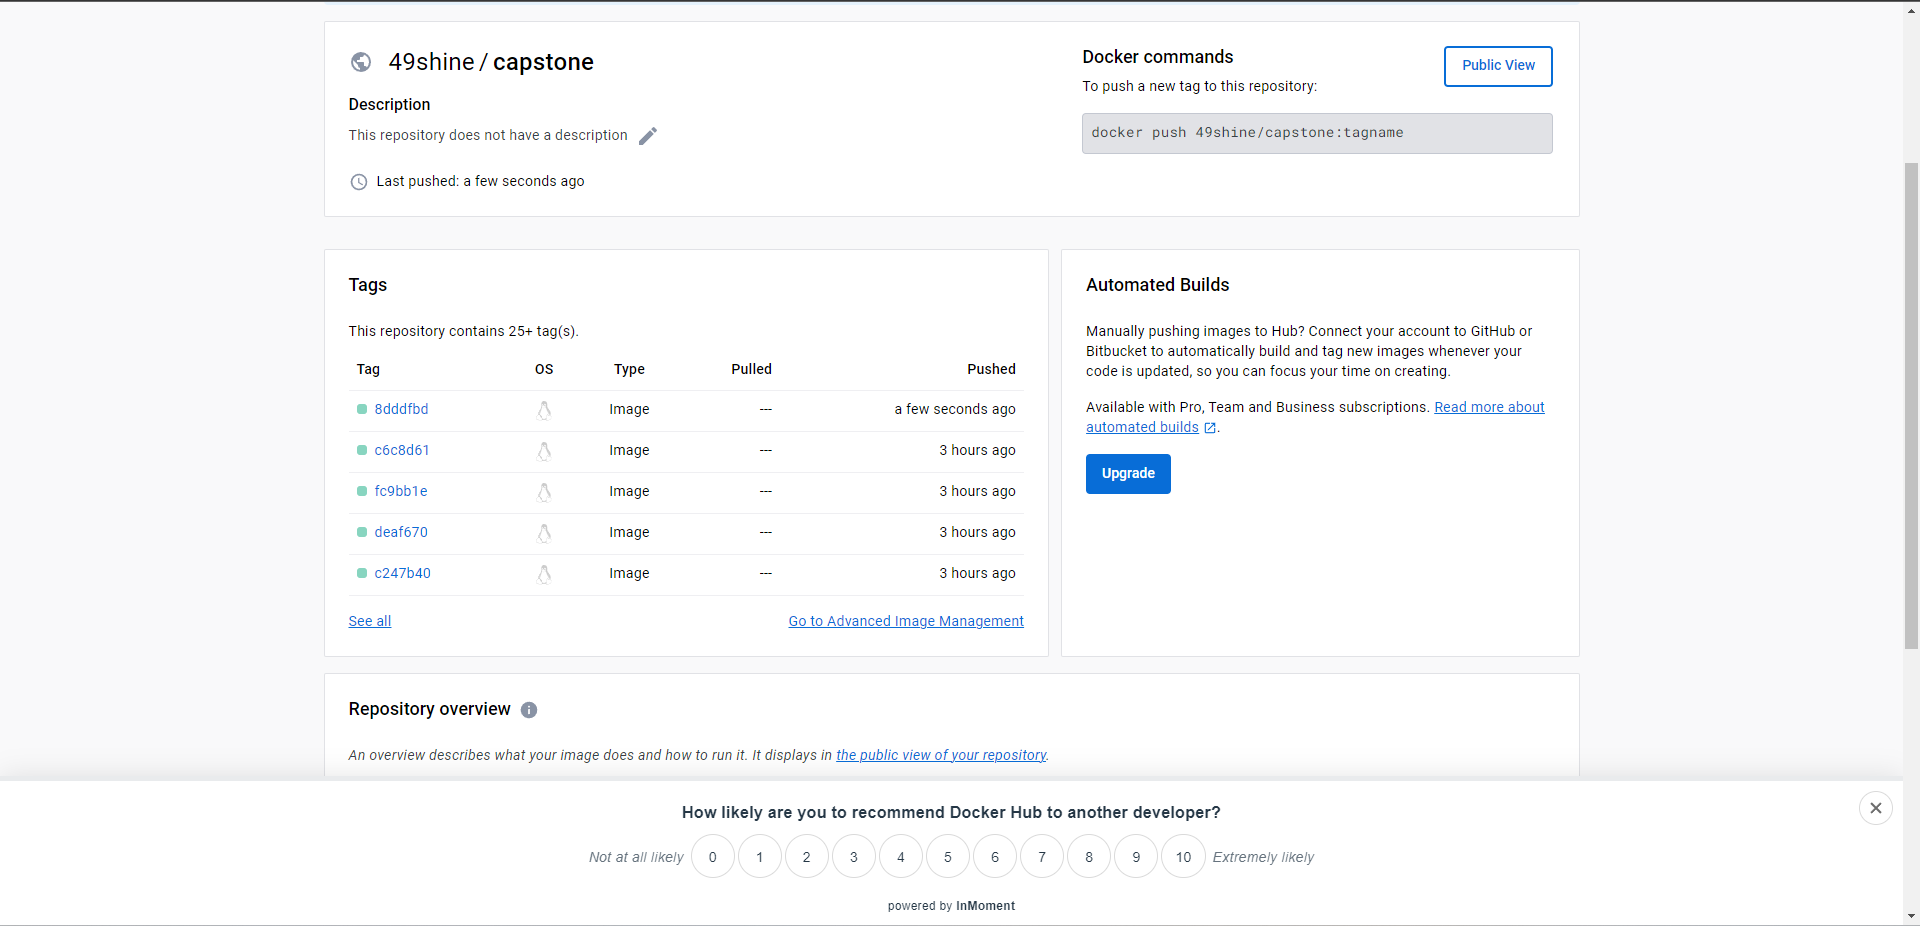 49shine / capstone
Description
This repository does not have a description
Last pushed: a few seconds ago
Docker commands
Public View
To push a new tag to this repository:
docker push 49shine/capstone:tagname
Tags
This repository contains 25+ tag(s).
Tag OS Type Pulled Pushed
8dddfbd Image --- a few seconds ago
c6c8d61 Image --- 3 hours ago
fc9bb1e Image --- 3 hours ago
deaf670 Image --- 3 hours ago
c247b40 Image --- 3 hours ago
See all Go to Advanced Image Management
Automated Builds
Manually pushing images to Hub? Connect your account to GitHub or
Bitbucket to automatically build and tag new images whenever your
code is updated, so you can focus your time on creating.
Available with Pro, Team and Business subscriptions. Read more about
automated builds .
Upgrade
Repository overview
An overview describes what your image does and how to run it. It displays in the public view of your repository.
How likely are you to recommend Docker Hub to another developer?
Not at all likely 0 1 2 3 4 5 6 7 8 9 10 Extremely likely
powered by InMoment